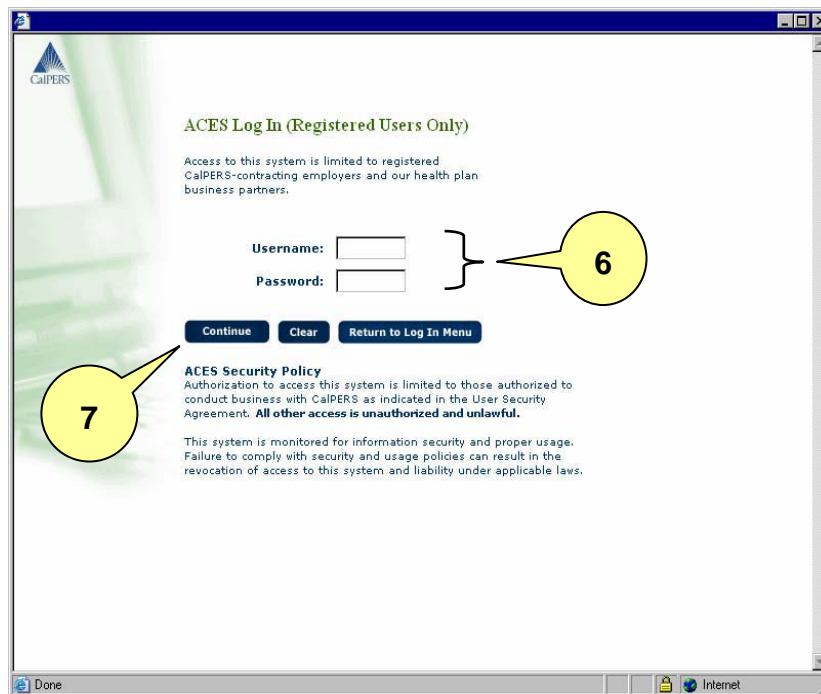 CalPERS
ACES Log In (Registered Users Only)
Access to this system is limited to registered
CalPERS-contracting employers and our health plan
business partners.
Username:
Password:
6
Continue
Clear
Return to Log In Menu
7
ACES Security Policy
Authorization to access this system is limited to those authorized to
conduct business with CalPERS as indicated in the User Security
Agreement. All other access is unauthorized and unlawful.
This system is monitored for information security and proper usage.
Failure to comply with security and usage policies can result in the
revocation of access to this system and liability under applicable laws.
Done
Internet